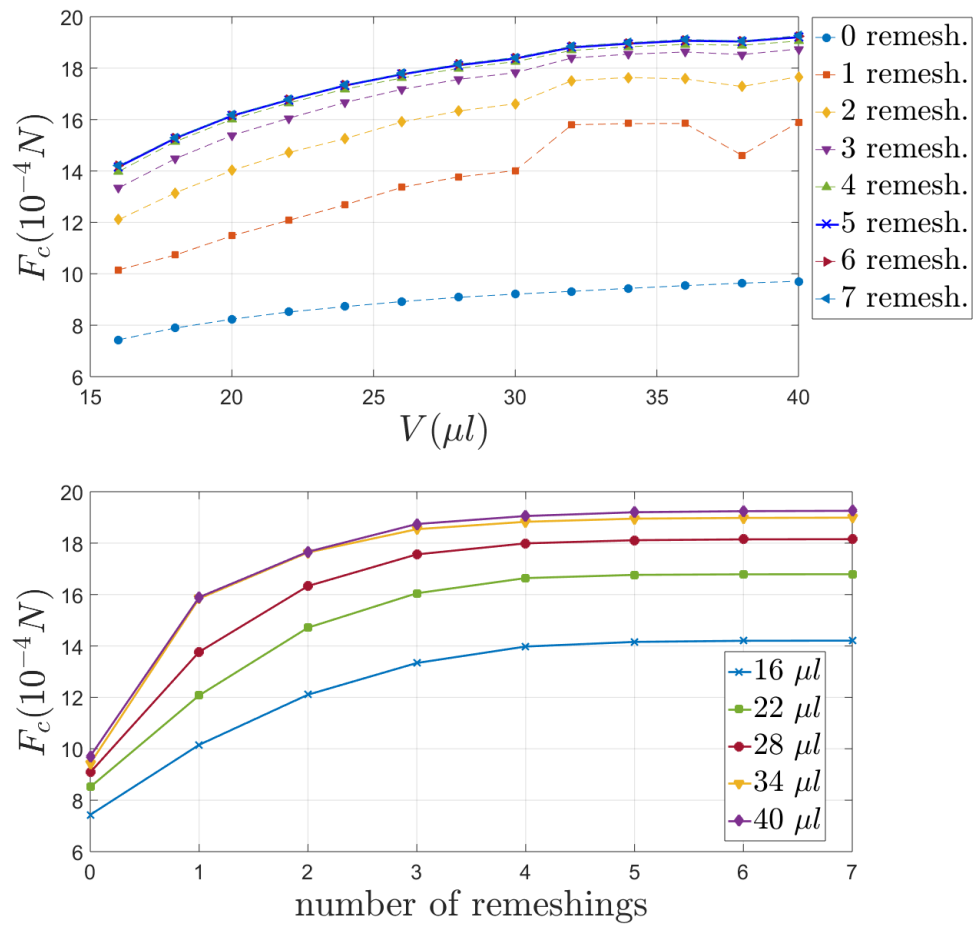 F_c(10^{-4}N)
20
18
16
14
12
10
8
6
15 20 25 30 35 40
V(μl)
0 remesh.
1 remesh.
2 remesh.
3 remesh.
4 remesh.
5 remesh.
6 remesh.
7 remesh.
F_c(10^{-4}N)
20
18
16
14
12
10
8
6
0 1 2 3 4 5 6 7
number of remeshings
16 μl
22 μl
28 μl
34 μl
40 μl